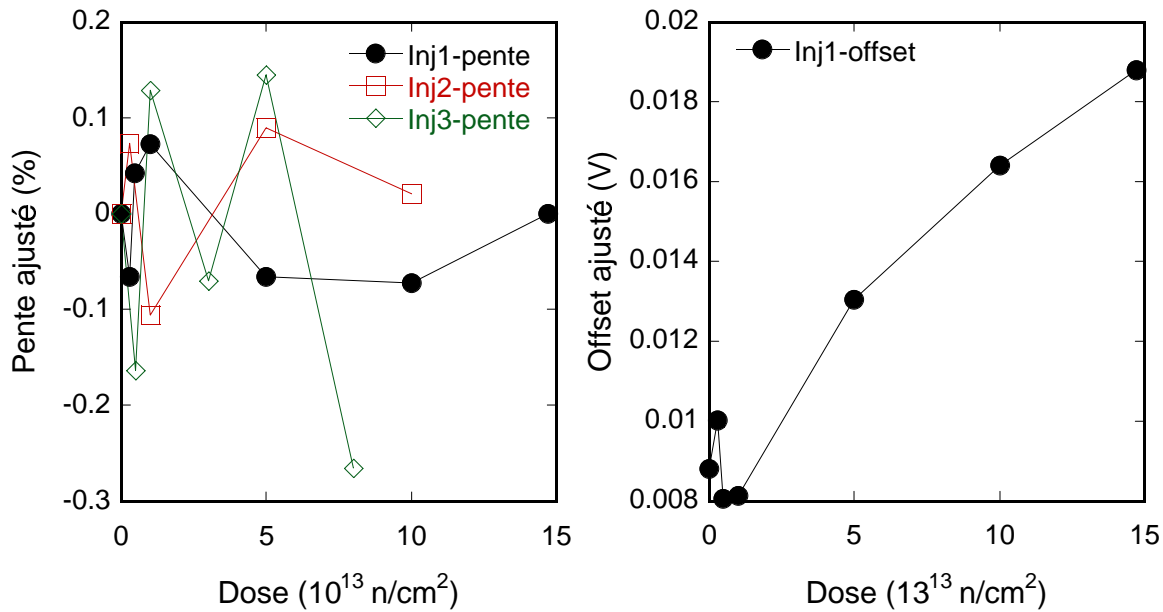 0.2
0.1
0
-0.1
-0.2
-0.3
Pente ajusté (%)
Inj1-pente
Inj2-pente
Inj3-pente
0 5 10 15
Dose (10¹³ n/cm²)
0.02
0.018
0.016
0.014
0.012
0.01
0.008
Offset ajusté (V)
Inj1-offset
0 5 10 15
Dose (13¹³ n/cm²)